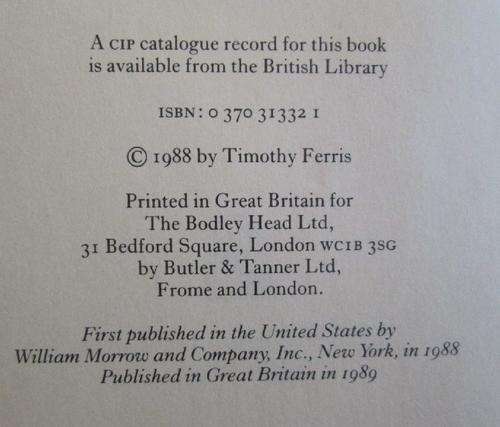 A CIP catalogue record for this book
is available from the British Library
ISBN: 0 370 31332 1
© 1988 by Timothy Ferris
Printed in Great Britain for
The Bodley Head Ltd,
31 Bedford Square, London WC1B 3SG
by Butler & Tanner Ltd,
Frome and London.
First published in the United States by
William Morrow and Company, Inc., New York, in 1988
Published in Great Britain in 1989